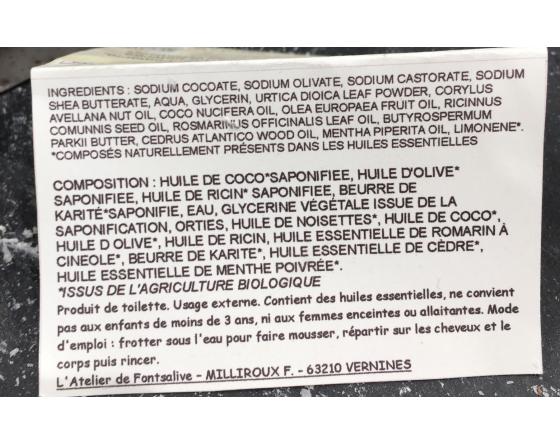 INGREDIENTS : SODIUM COCOATE, SODIUM OLIVATE, SODIUM CASTORATE, SODIUM
SHEA BUTTERATE, AQUA, GLYCERIN, URTICA DIOICA LEAF POWDER, CORYLUS
AVELLANA NUT OIL, COCO NUCIFERA OIL, OLEA EUROPAEA FRUIT OIL, RICINNUS
COMUNNIS SEED OIL, ROSMARINUS OFFICINALIS LEAF OIL, BUTYROSPERMUM
PARKII BUTTER, CEDRUS ATLANTICO WOOD OIL, MENTHA PIPERITA OIL, LIMONENE*.
*COMPOSÉS NATURELLEMENT PRÉSENTS DANS LES HUILES ESSENTIELLES
COMPOSITION : HUILE DE COCO*SAPONIFIEE, HUILE D'OLIVE*
SAPONIFIEE, HUILE DE RICIN* SAPONIFIEE, BEURRE DE
KARITÉ*SAPONIFIE, EAU, GLYCERINE VÉGÉTALE ISSUE DE LA
SAPONIFICATION, ORTIES, HUILE DE NOISETTES*, HUILE DE COCO*,
HUILE D OLIVE*, HUILE DE RICIN, HUILE ESSENTIELLE DE ROMARIN À
CINEOLE*, BEURRE DE KARITE*, HUILE ESSENTIELLE DE CÈDRE*,
HUILE ESSENTIELLE DE MENTHE POIVRÉE*.
*ISSUS DE L'AGRICULTURE BIOLOGIQUE
Produit de toilette. Usage externe. Contient des huiles essentielles, ne convient
pas aux enfants de moins de 3 ans, ni aux femmes enceintes ou allaitantes. Mode
d'emploi : frotter sous l'eau pour faire mousser, répartir sur les cheveux et le
corps puis rincer.
L'Atelier de Fontsalive - MILLIROUX F. - 63210 VERNINES